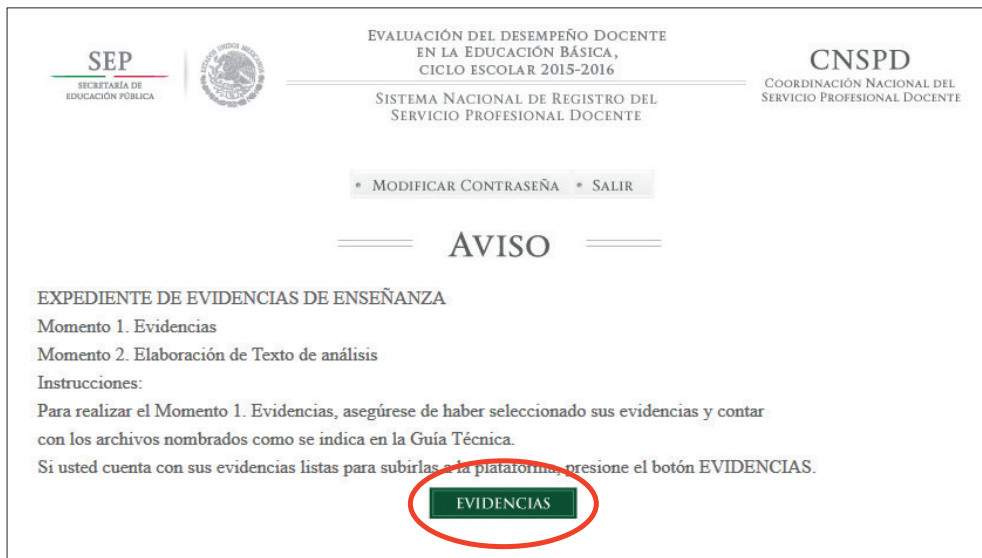 SEP
SECRETARÍA DE
EDUCACIÓN PÚBLICA
ESTADOS UNIDOS MEXICANOS
EVALUACIÓN DEL DESEMPEÑO DOCENTE
EN LA EDUCACIÓN BÁSICA,
CICLO ESCOLAR 2015-2016
SISTEMA NACIONAL DE REGISTRO DEL
SERVICIO PROFESIONAL DOCENTE
CNSPD
COORDINACIÓN NACIONAL DEL
SERVICIO PROFESIONAL DOCENTE
• MODIFICAR CONTRASEÑA • SALIR
AVISO
EXPEDIENTE DE EVIDENCIAS DE ENSEÑANZA
Momento 1. Evidencias
Momento 2. Elaboración de Texto de análisis
Instrucciones:
Para realizar el Momento 1. Evidencias, asegúrese de haber seleccionado sus evidencias y contar
con los archivos nombrados como se indica en la Guía Técnica.
Si usted cuenta con sus evidencias listas para subirlas a la plataforma, presione el botón EVIDENCIAS.
EVIDENCIAS